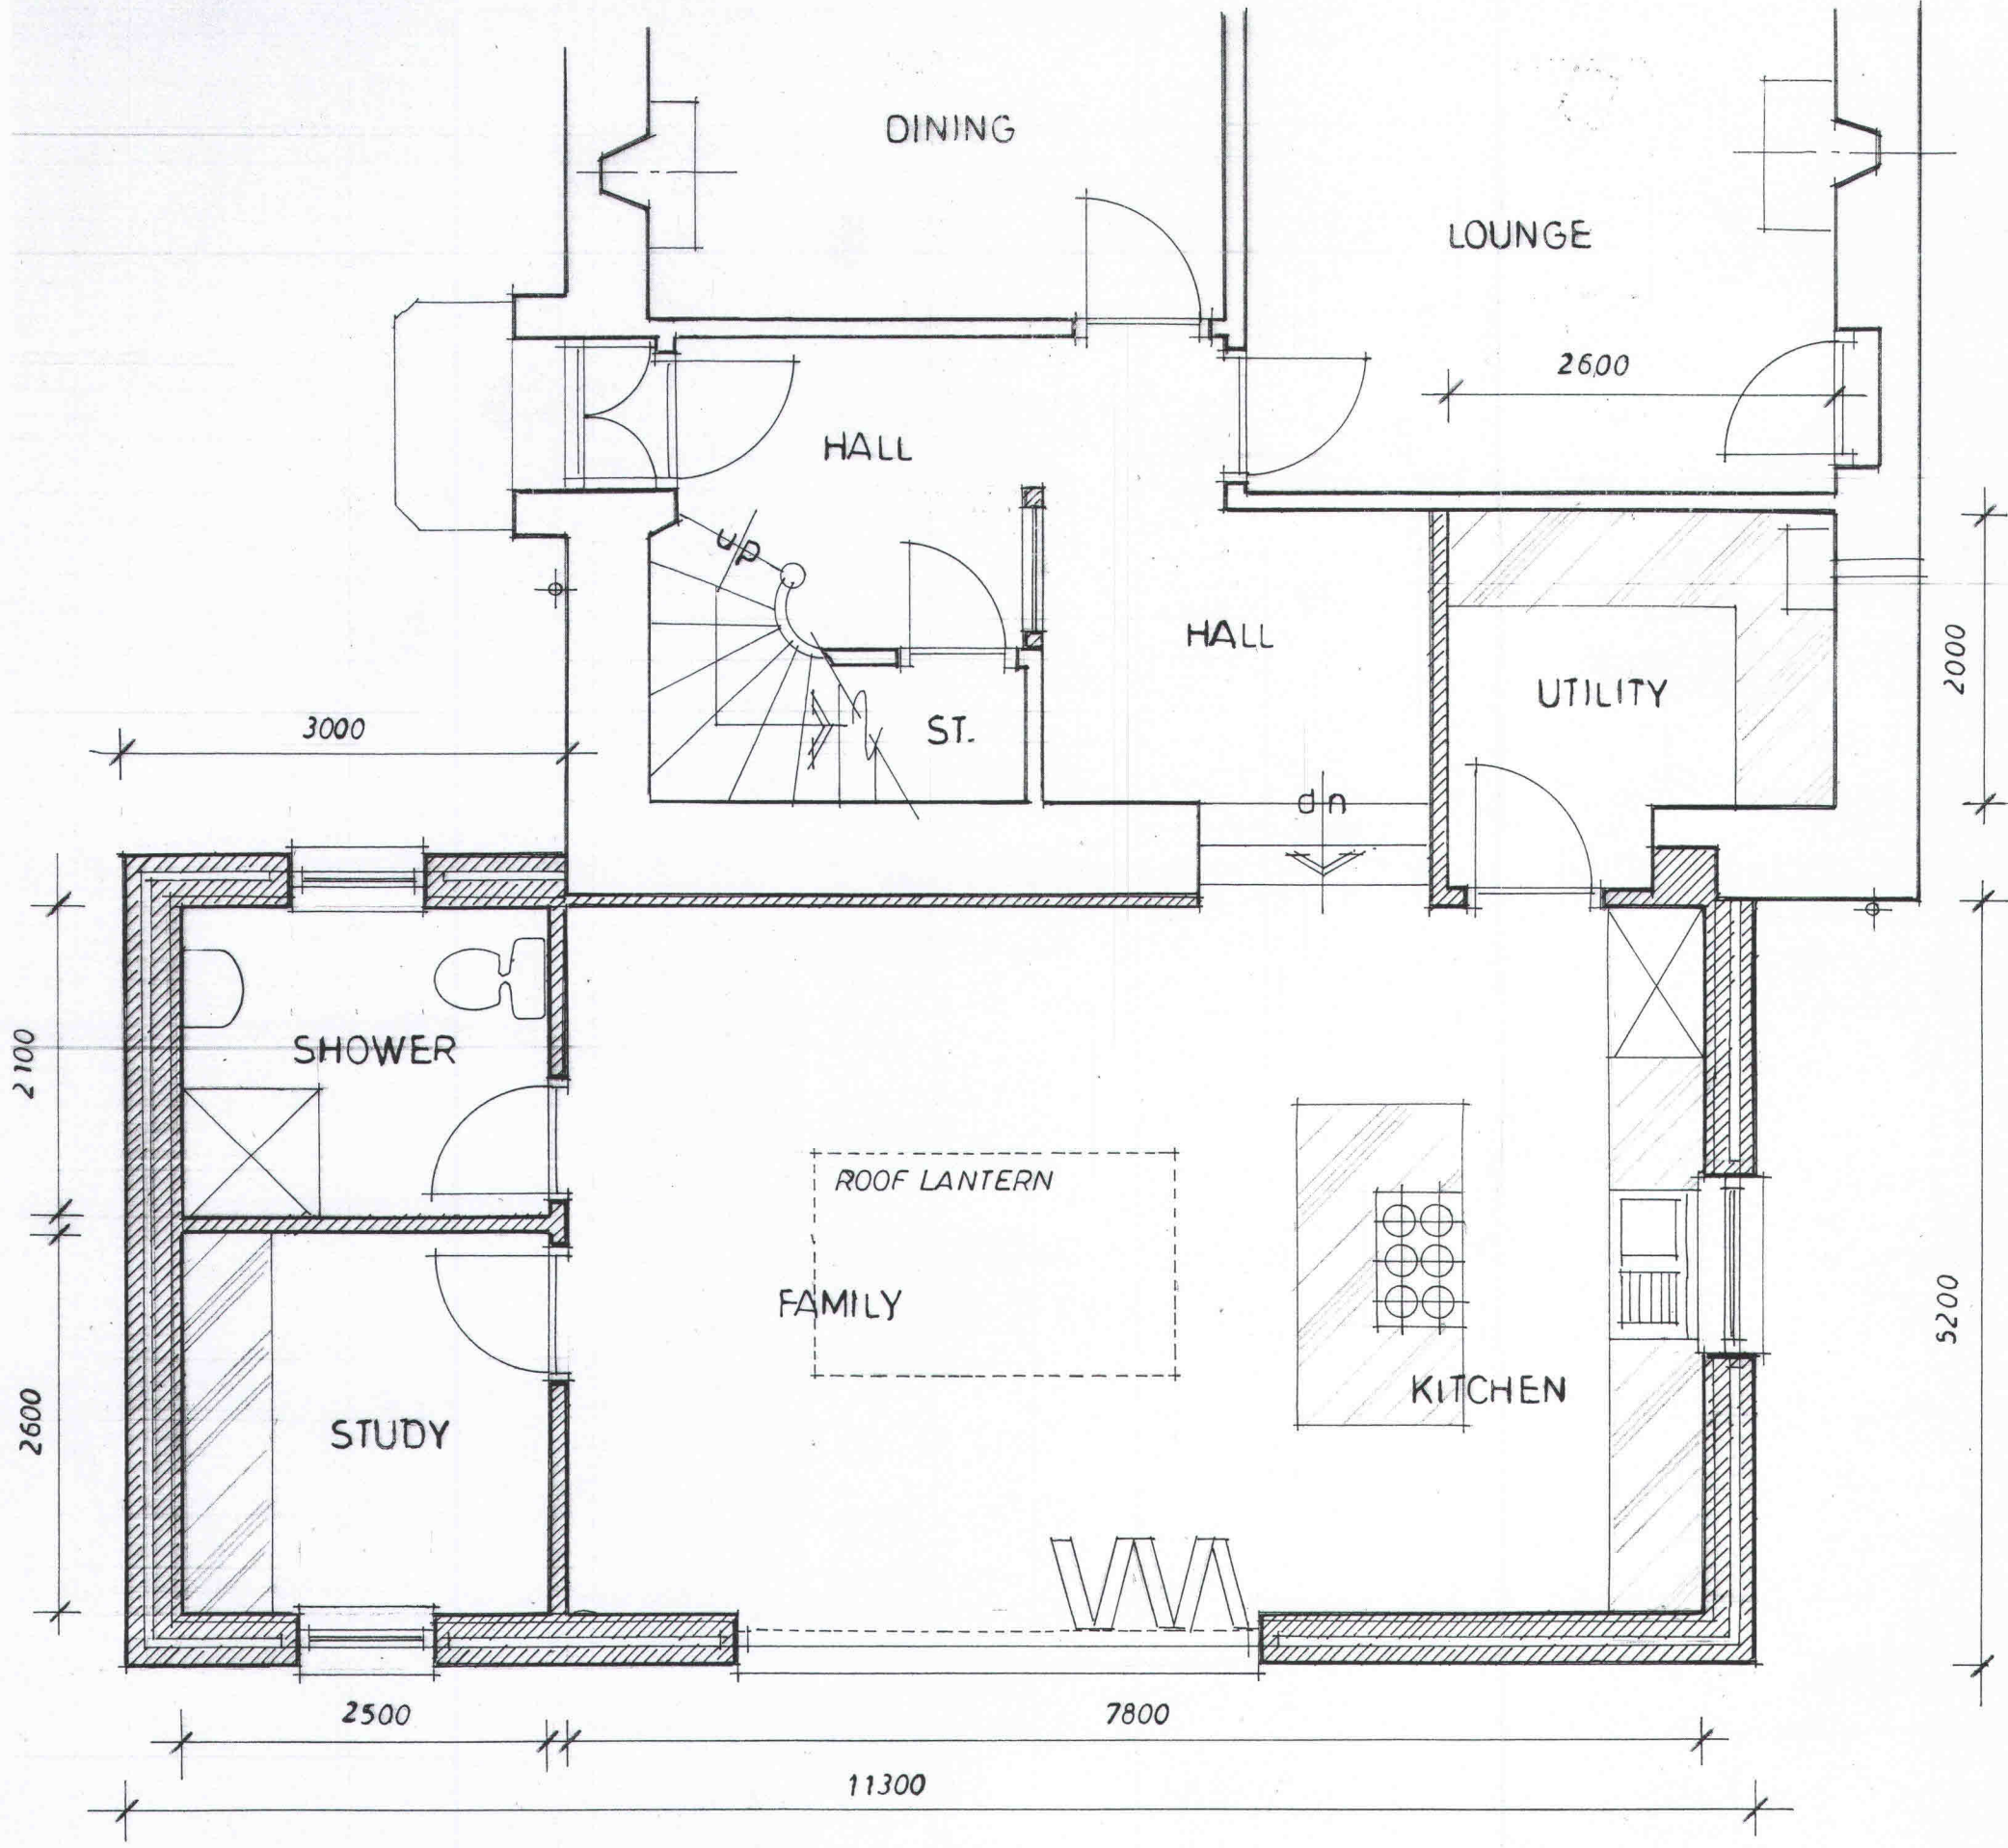 DINING
LOUNGE
2600
HALL
up
HALL
2000
UTILITY
ST.
3000
dn
SHOWER
2100
ROOF LANTERN
FAMILY
5200
KITCHEN
STUDY
2600
2500
7800
11300